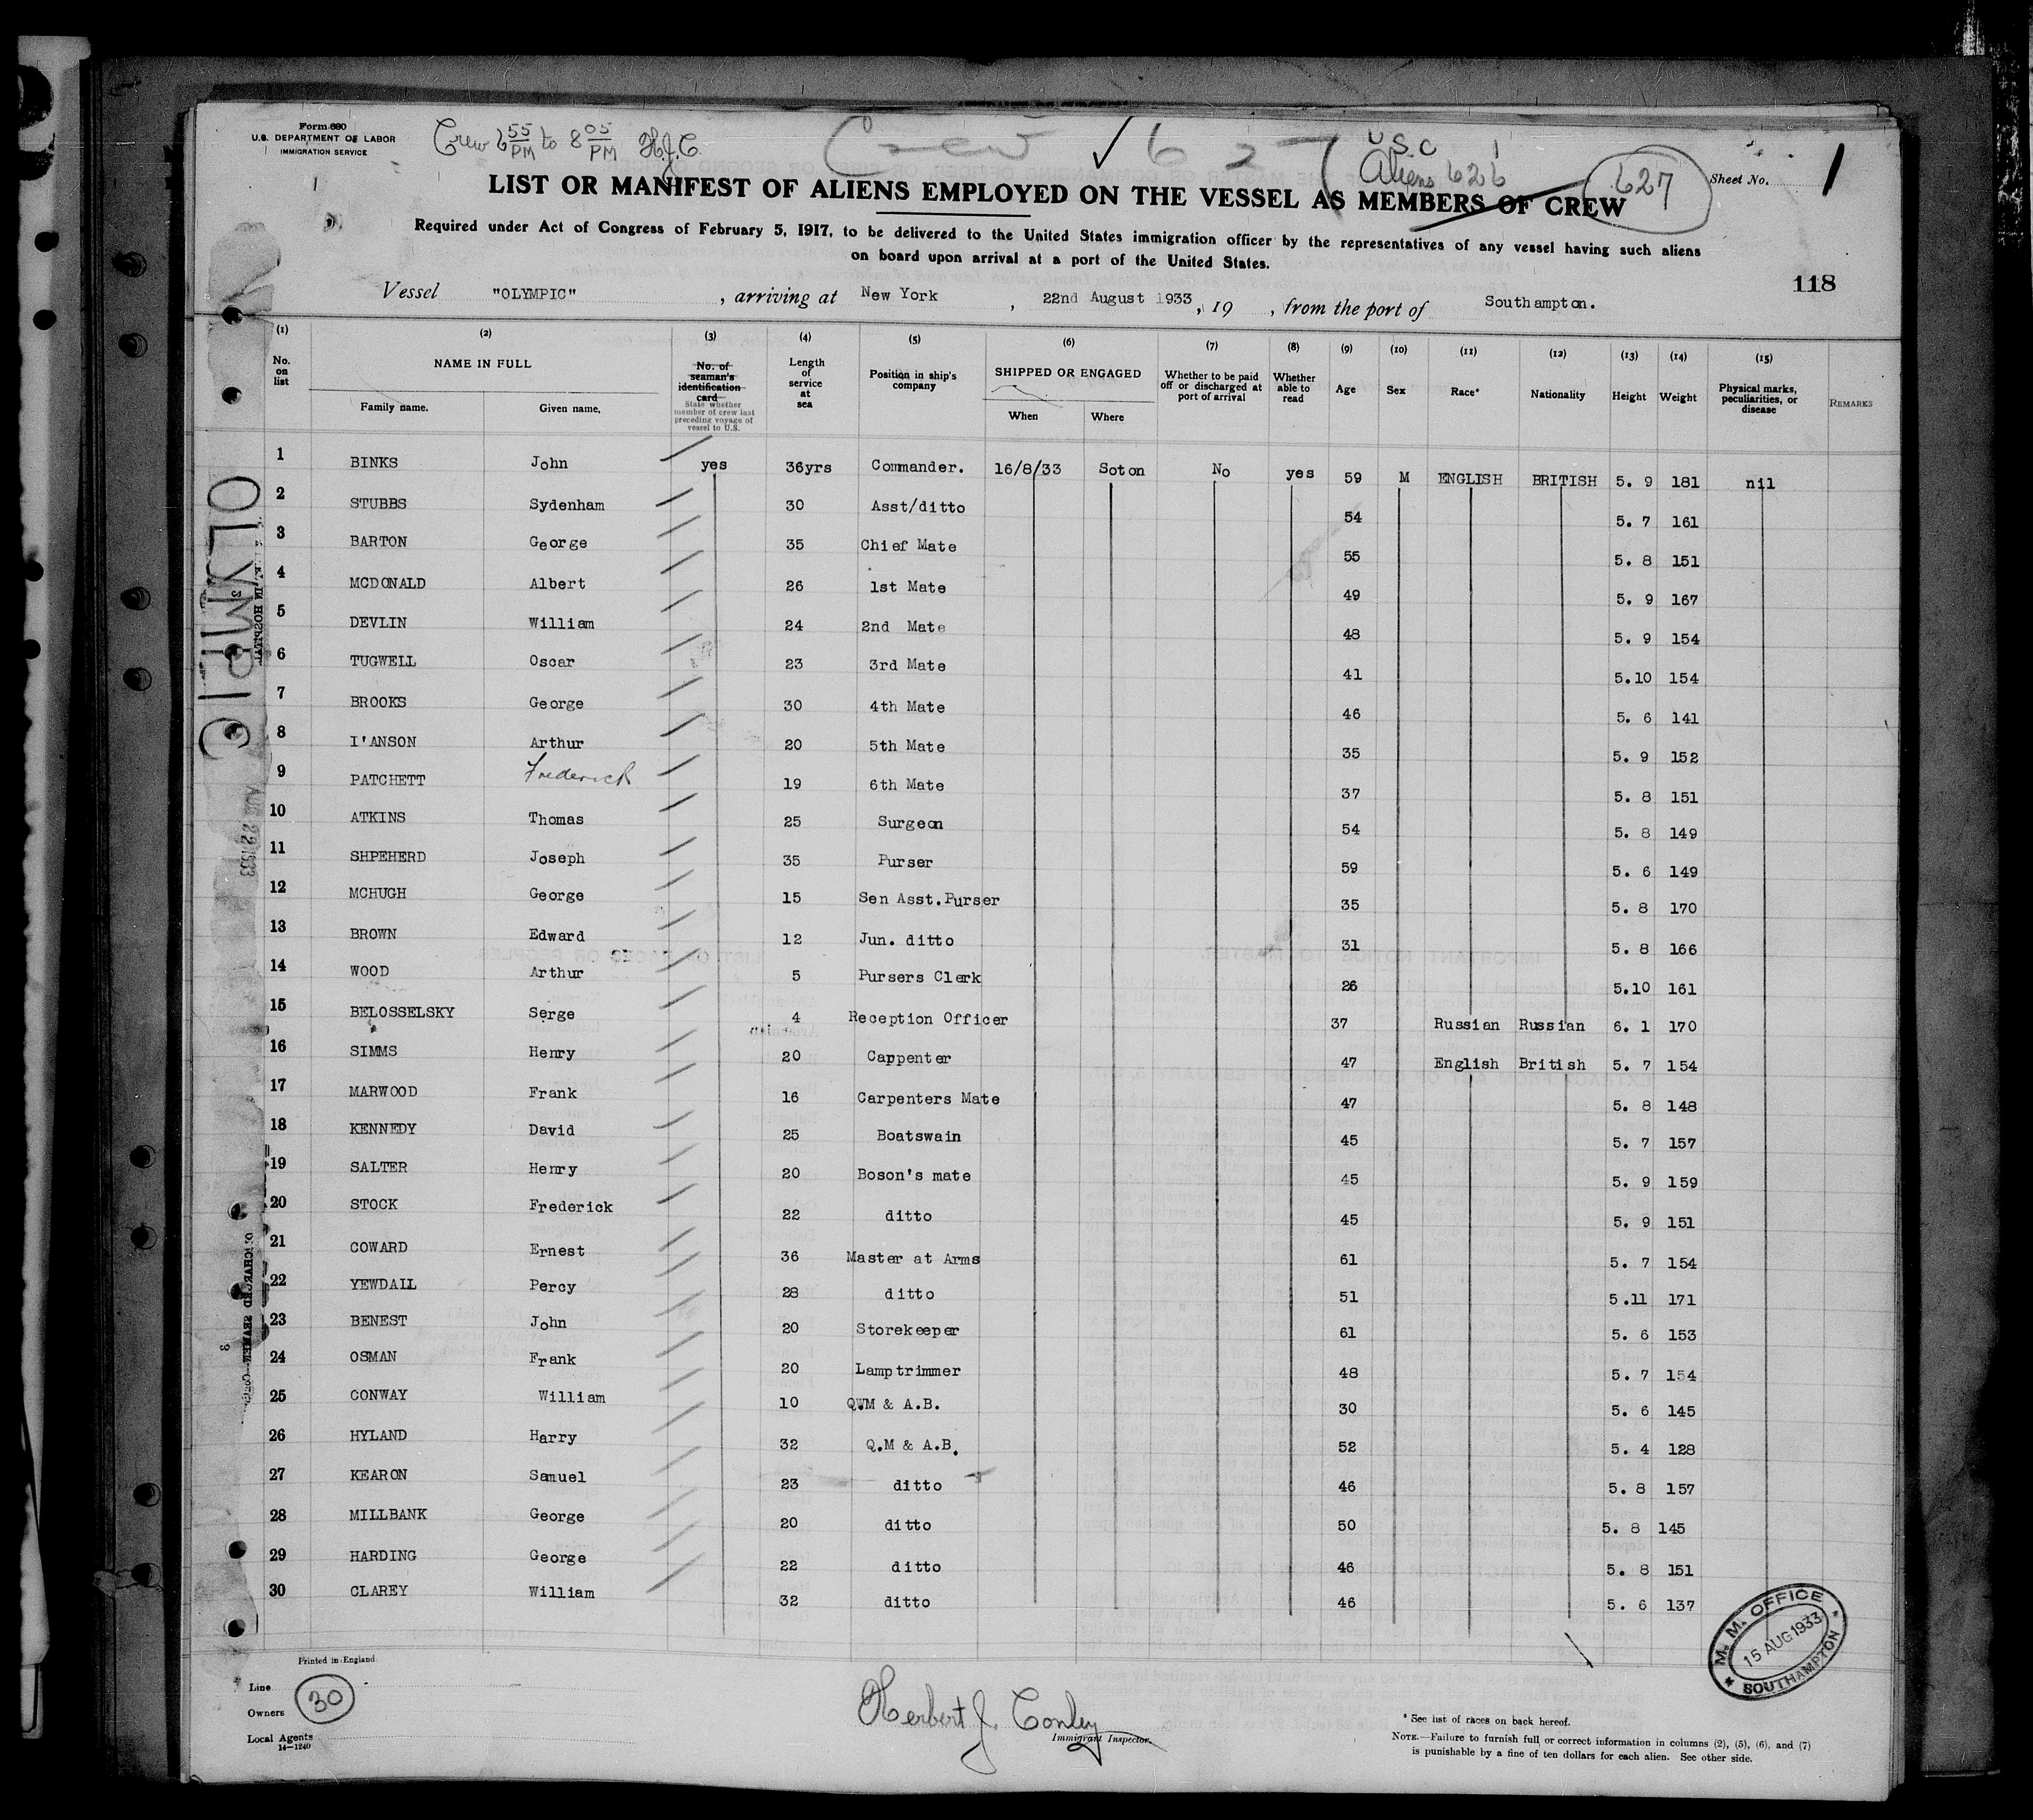 Form 680
U.S. DEPARTMENT OF LABOR
IMMIGRATION SERVICE
Crew 6 55 PM to 8 05 PM H.J.C.
Crew ✓ 627
U.S.C 1
Aliens 626
627
Sheet No. 1
LIST OR MANIFEST OF ALIENS EMPLOYED ON THE VESSEL AS MEMBERS OF CREW
Required under Act of Congress of February 5, 1917, to be delivered to the United States immigration officer by the representatives of any vessel having such aliens
on board upon arrival at a port of the United States.
118
Vessel "OLYMPIC" , arriving at New York , 22nd August 1933 , 19 , from the port of Southampton.
(1) (2) (3) (4) (5) (6) (7) (8) (9) (10) (11) (12) (13) (14) (15)
No. on list NAME IN FULL No. of seaman's identification card State whether member of crew last preceding voyage of vessel to U.S. Length of service at sea Position in ship's company SHIPPED OR ENGAGED Whether to be paid off or discharged at port of arrival Whether able to read Age Sex Race* Nationality Height Weight Physical marks, peculiarities, or disease REMARKS
Family name. Given name. When Where
1 BINKS John yes 36yrs Commander. 16/8/33 Soton No yes 59 M ENGLISH BRITISH 5. 9 181 nil
2 STUBBS Sydenham 30 Asst/ditto 54 5. 7 161
3 BARTON George 35 Chief Mate 55 5. 8 151
4 MCDONALD Albert 26 1st Mate 49 5. 9 167
5 DEVLIN William 24 2nd Mate 48 5. 9 154
6 TUGWELL Oscar 23 3rd Mate 41 5.10 154
7 BROOKS George 30 4th Mate 46 5. 6 141
8 I'ANSON Arthur 20 5th Mate 35 5. 9 152
9 PATCHETT Frederick 19 6th Mate 37 5. 8 151
10 ATKINS Thomas 25 Surgeon 54 5. 8 149
11 SHPEHERD Joseph 35 Purser 59 5. 6 149
12 MCHUGH George 15 Sen Asst.Purser 35 5. 8 170
13 BROWN Edward 12 Jun. ditto 31 5. 8 166
14 WOOD Arthur 5 Pursers Clerk 26 5.10 161
15 BELOSSELSKY Serge 4 Reception Officer 37 Russian Russian 6. 1 170
16 SIMMS Henry 20 Cappenter 47 English British 5. 7 154
17 MARWOOD Frank 16 Carpenters Mate 47 5. 8 148
18 KENNEDY David 25 Boatswain 45 5. 7 157
19 SALTER Henry 20 Boson's mate 45 5. 9 159
20 STOCK Frederick 22 ditto 45 5. 9 151
21 COWARD Ernest 36 Master at Arms 61 5. 7 154
22 YEWDALL Percy 28 ditto 51 5.11 171
23 BENEST John 20 Storekeeper 61 5. 6 153
24 OSMAN Frank 20 Lamptrimmer 48 5. 7 154
25 CONWAY William 10 QWM & A.B. 30 5. 6 145
26 HYLAND Harry 32 Q.M & A.B. 52 5. 4 128
27 KEARON Samuel 23 ditto 46 5. 8 157
28 MILLBANK George 20 ditto 50 5. 8 145
29 HARDING George 22 ditto 46 5. 8 151
30 CLAREY William 32 ditto 46 5. 6 137
OLYMPIC
AUG 22 1933
M. M. OFFICE
15 AUG 1933
SOUTHAMPTON
Printed in England
Line
30
Owners
Local Agents
14—1240
Herbert J. Conley
Immigrant Inspector.
* See list of races on back hereof.
NOTE.—Failure to furnish full or correct information in columns (2), (5), (6), and (7)
is punishable by a fine of ten dollars for each alien. See other side.